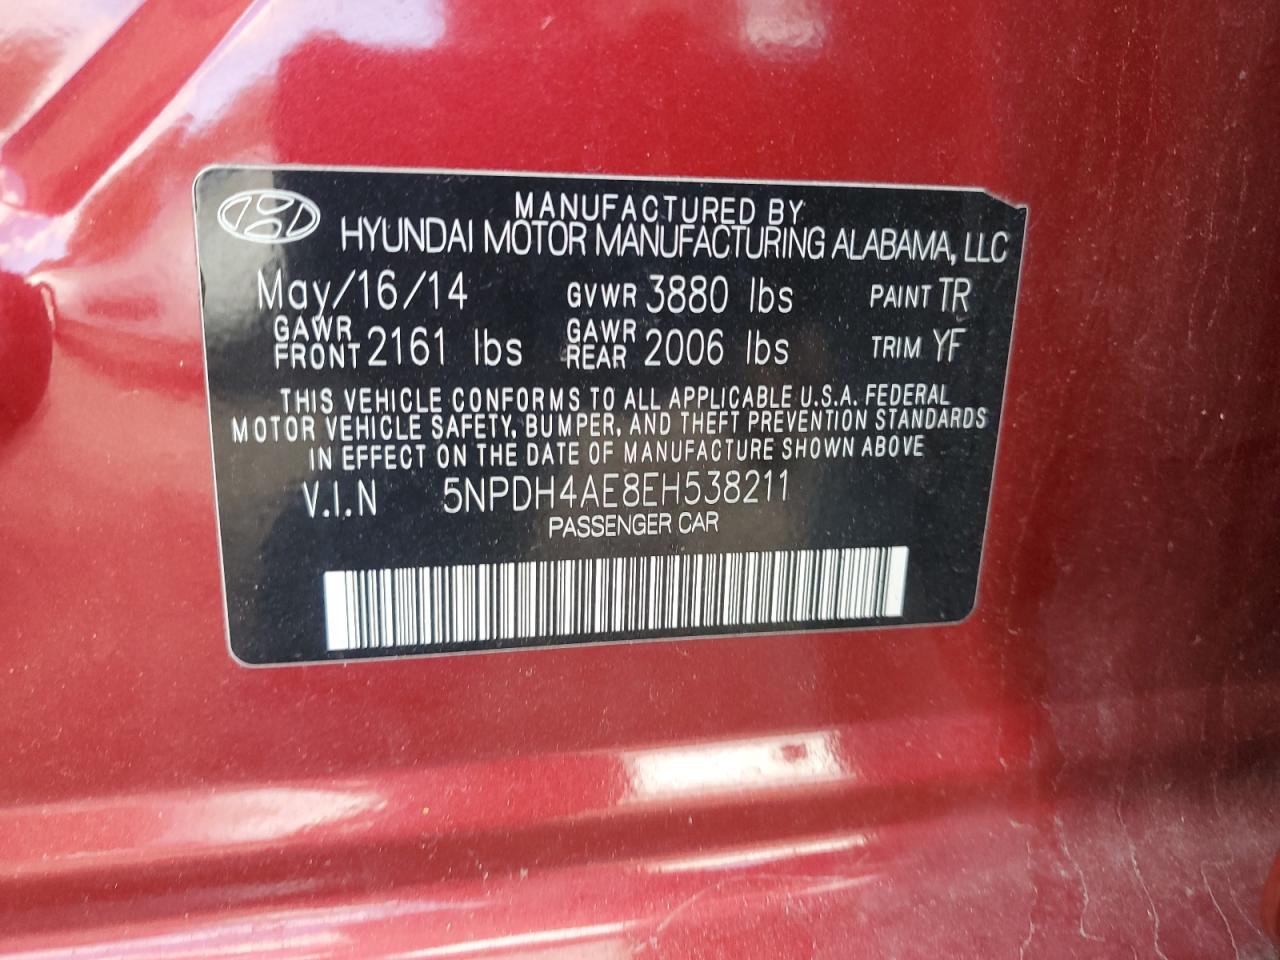 MANUFACTURED BY
HYUNDAI MOTOR MANUFACTURING ALABAMA, LLC
May/16/14 GVWR 3880 lbs PAINT TR
GAWR FRONT 2161 lbs GAWR REAR 2006 lbs TRIM YF
THIS VEHICLE CONFORMS TO ALL APPLICABLE U.S.A. FEDERAL
MOTOR VEHICLE SAFETY, BUMPER, AND THEFT PREVENTION STANDARDS
IN EFFECT ON THE DATE OF MANUFACTURE SHOWN ABOVE
V.I.N 5NPDH4AE8EH538211
PASSENGER CAR